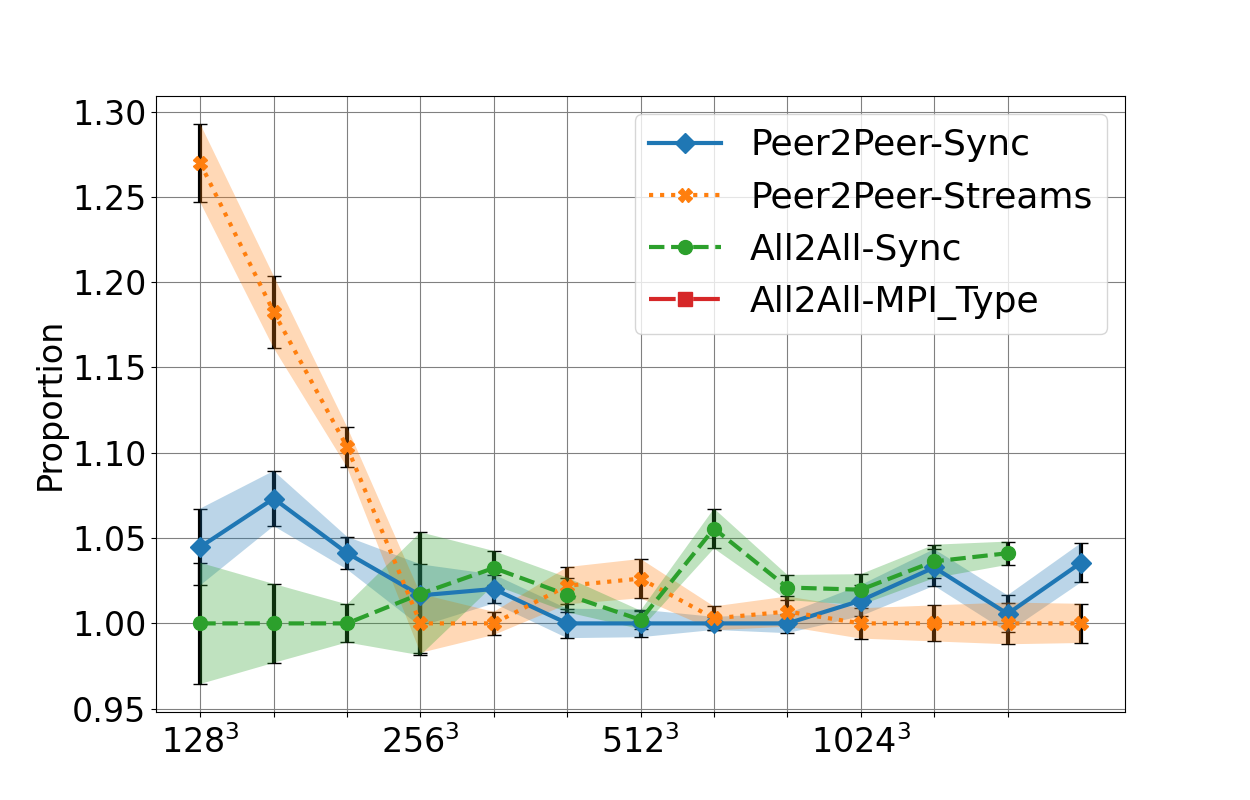 Proportion
1.30
1.25
1.20
1.15
1.10
1.05
1.00
0.95
128³
256³
512³
1024³
Peer2Peer-Sync
Peer2Peer-Streams
All2All-Sync
All2All-MPI_Type